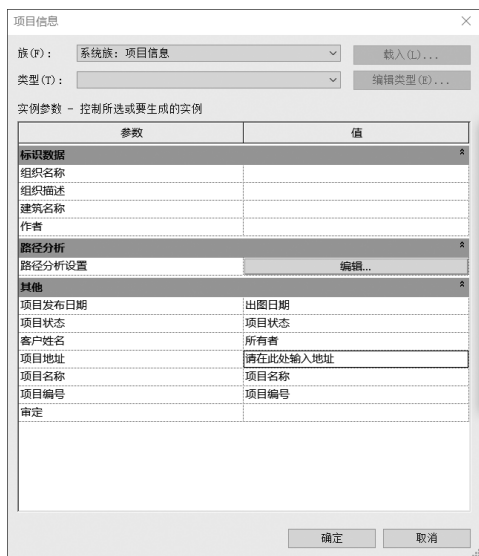 项目信息
族(F): 系统族: 项目信息 载入(L)...
类型(T): 编辑类型(E)...
实例参数 - 控制所选或要生成的实例
参数 值
标识数据
组织名称
组织描述
建筑名称
作者
路径分析
路径分析设置 编辑...
其他
项目发布日期 出图日期
项目状态 项目状态
客户姓名 所有者
项目地址 请在此处输入地址
项目名称 项目名称
项目编号 项目编号
审定
确定 取消